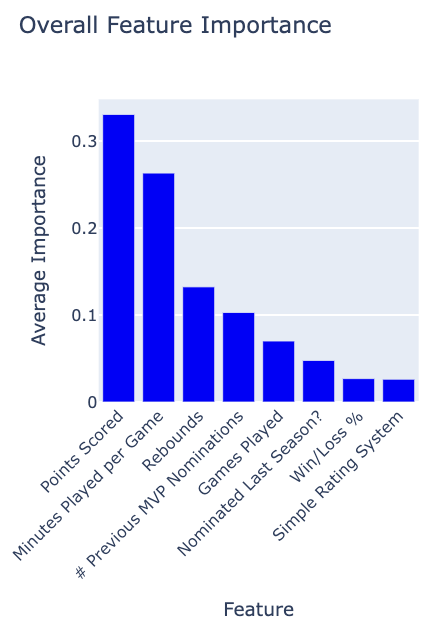 Overall Feature Importance
Average Importance
0.3
0.2
0.1
0
Points Scored
Minutes Played per Game
Rebounds
# Previous MVP Nominations
Games Played
Nominated Last Season?
Win/Loss %
Simple Rating System
Feature